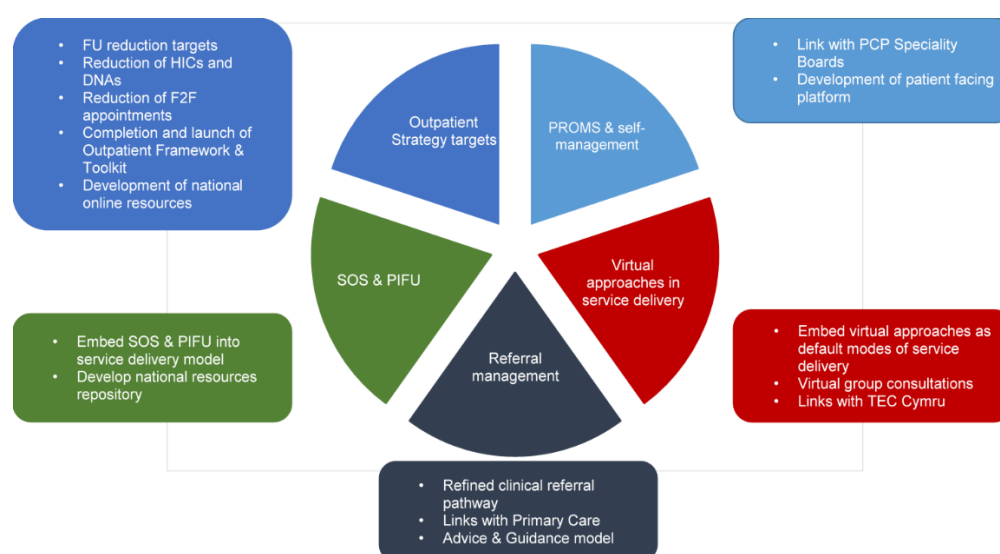 • FU reduction targets
• Reduction of HICs and
DNAs
• Reduction of F2F
appointments
• Completion and launch of
Outpatient Framework &
Toolkit
• Development of national
online resources
Outpatient
Strategy targets
PROMS & self-
management
• Link with PCP Speciality
Boards
• Development of patient facing
platform
SOS & PIFU
Virtual
approaches in
service delivery
• Embed SOS & PIFU into
service delivery model
• Develop national resources
repository
Referral
management
• Embed virtual approaches as
default modes of service
delivery
• Virtual group consultations
• Links with TEC Cymru
• Refined clinical referral
pathway
• Links with Primary Care
• Advice & Guidance model